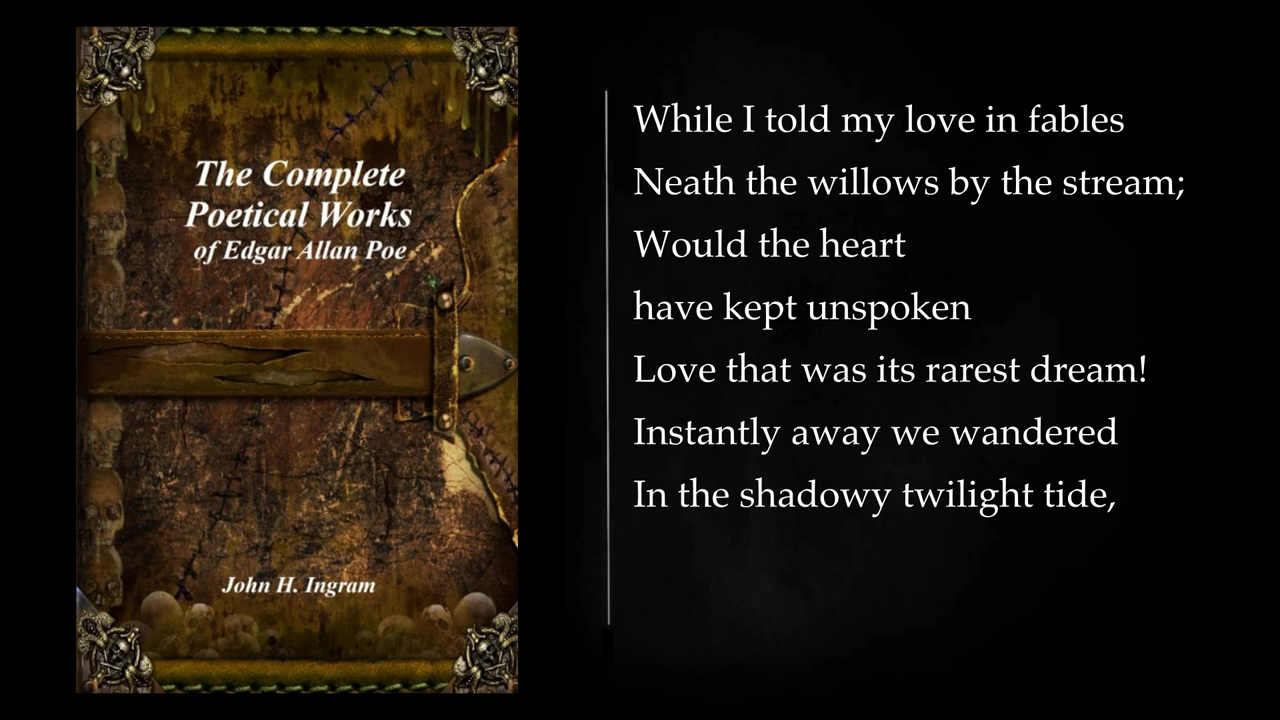 The Complete
Poetical Works
of Edgar Allan Poe
John H. Ingram
While I told my love in fables
Neath the willows by the stream;
Would the heart
have kept unspoken
Love that was its rarest dream!
Instantly away we wandered
In the shadowy twilight tide,